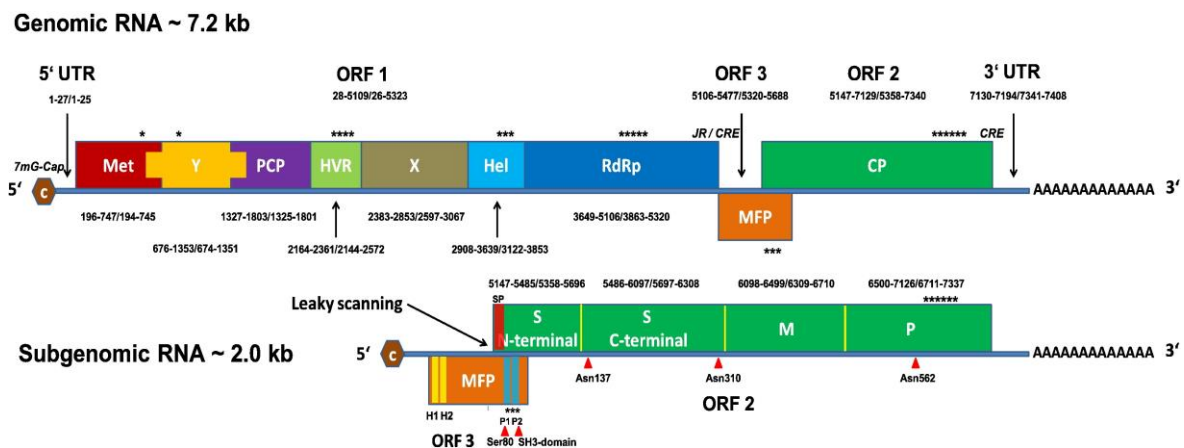 Genomic RNA ~ 7.2 kb
5‘ UTR
ORF 1
ORF 3
ORF 2
3‘ UTR
1-27/1-25
28-5109/26-5323
5106-5477/5320-5688
5147-7129/5358-7340
7130-7194/7341-7408
* * **** *** ***** JR / CRE ****** CRE
7mG-Cap
Met Y PCP HVR X Hel RdRp CP
5‘ C AAAAAAAAAAAAA 3‘
MFP
***
196-747/194-745
1327-1803/1325-1801
2383-2853/2597-3067
3649-5106/3863-5320
676-1353/674-1351
2164-2361/2144-2572
2908-3639/3122-3853
5147-5485/5358-5696
5486-6097/5697-6308
6098-6499/6309-6710
6500-7126/6711-7337
Leaky scanning
SP
******
S N-terminal
S C-terminal
M
P
Subgenomic RNA ~ 2.0 kb
5‘ C AAAAAAAAAAAAA 3‘
MFP
Asn137
Asn310
Asn562
H1 H2
***
P1 P2
ORF 2
ORF 3
Ser80
SH3-domain